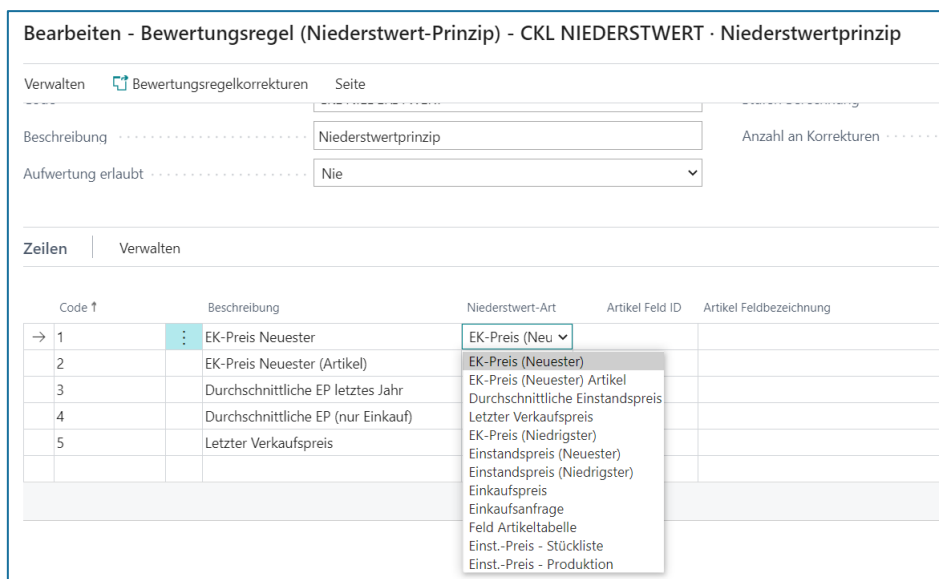 Bearbeiten - Bewertungsregel (Niederstwert-Prinzip) - CKL NIEDERSTWERT · Niederstwertprinzip
Verwalten Bewertungsregelkorrekturen Seite
Beschreibung Niederstwertprinzip Anzahl an Korrekturen
Aufwertung erlaubt Nie
Zeilen Verwalten
Code ↑ Beschreibung Niederstwert-Art Artikel Feld ID Artikel Feldbezeichnung
→ 1 EK-Preis Neuester EK-Preis (Neu
2 EK-Preis Neuester (Artikel)
3 Durchschnittliche EP letztes Jahr
4 Durchschnittliche EP (nur Einkauf)
5 Letzter Verkaufspreis
EK-Preis (Neuester)
EK-Preis (Neuester) Artikel
Durchschnittliche Einstandspreis
Letzter Verkaufspreis
EK-Preis (Niedrigster)
Einstandspreis (Neuester)
Einstandspreis (Niedrigster)
Einkaufspreis
Einkaufsanfrage
Feld Artikeltabelle
Einst.-Preis - Stückliste
Einst.-Preis - Produktion